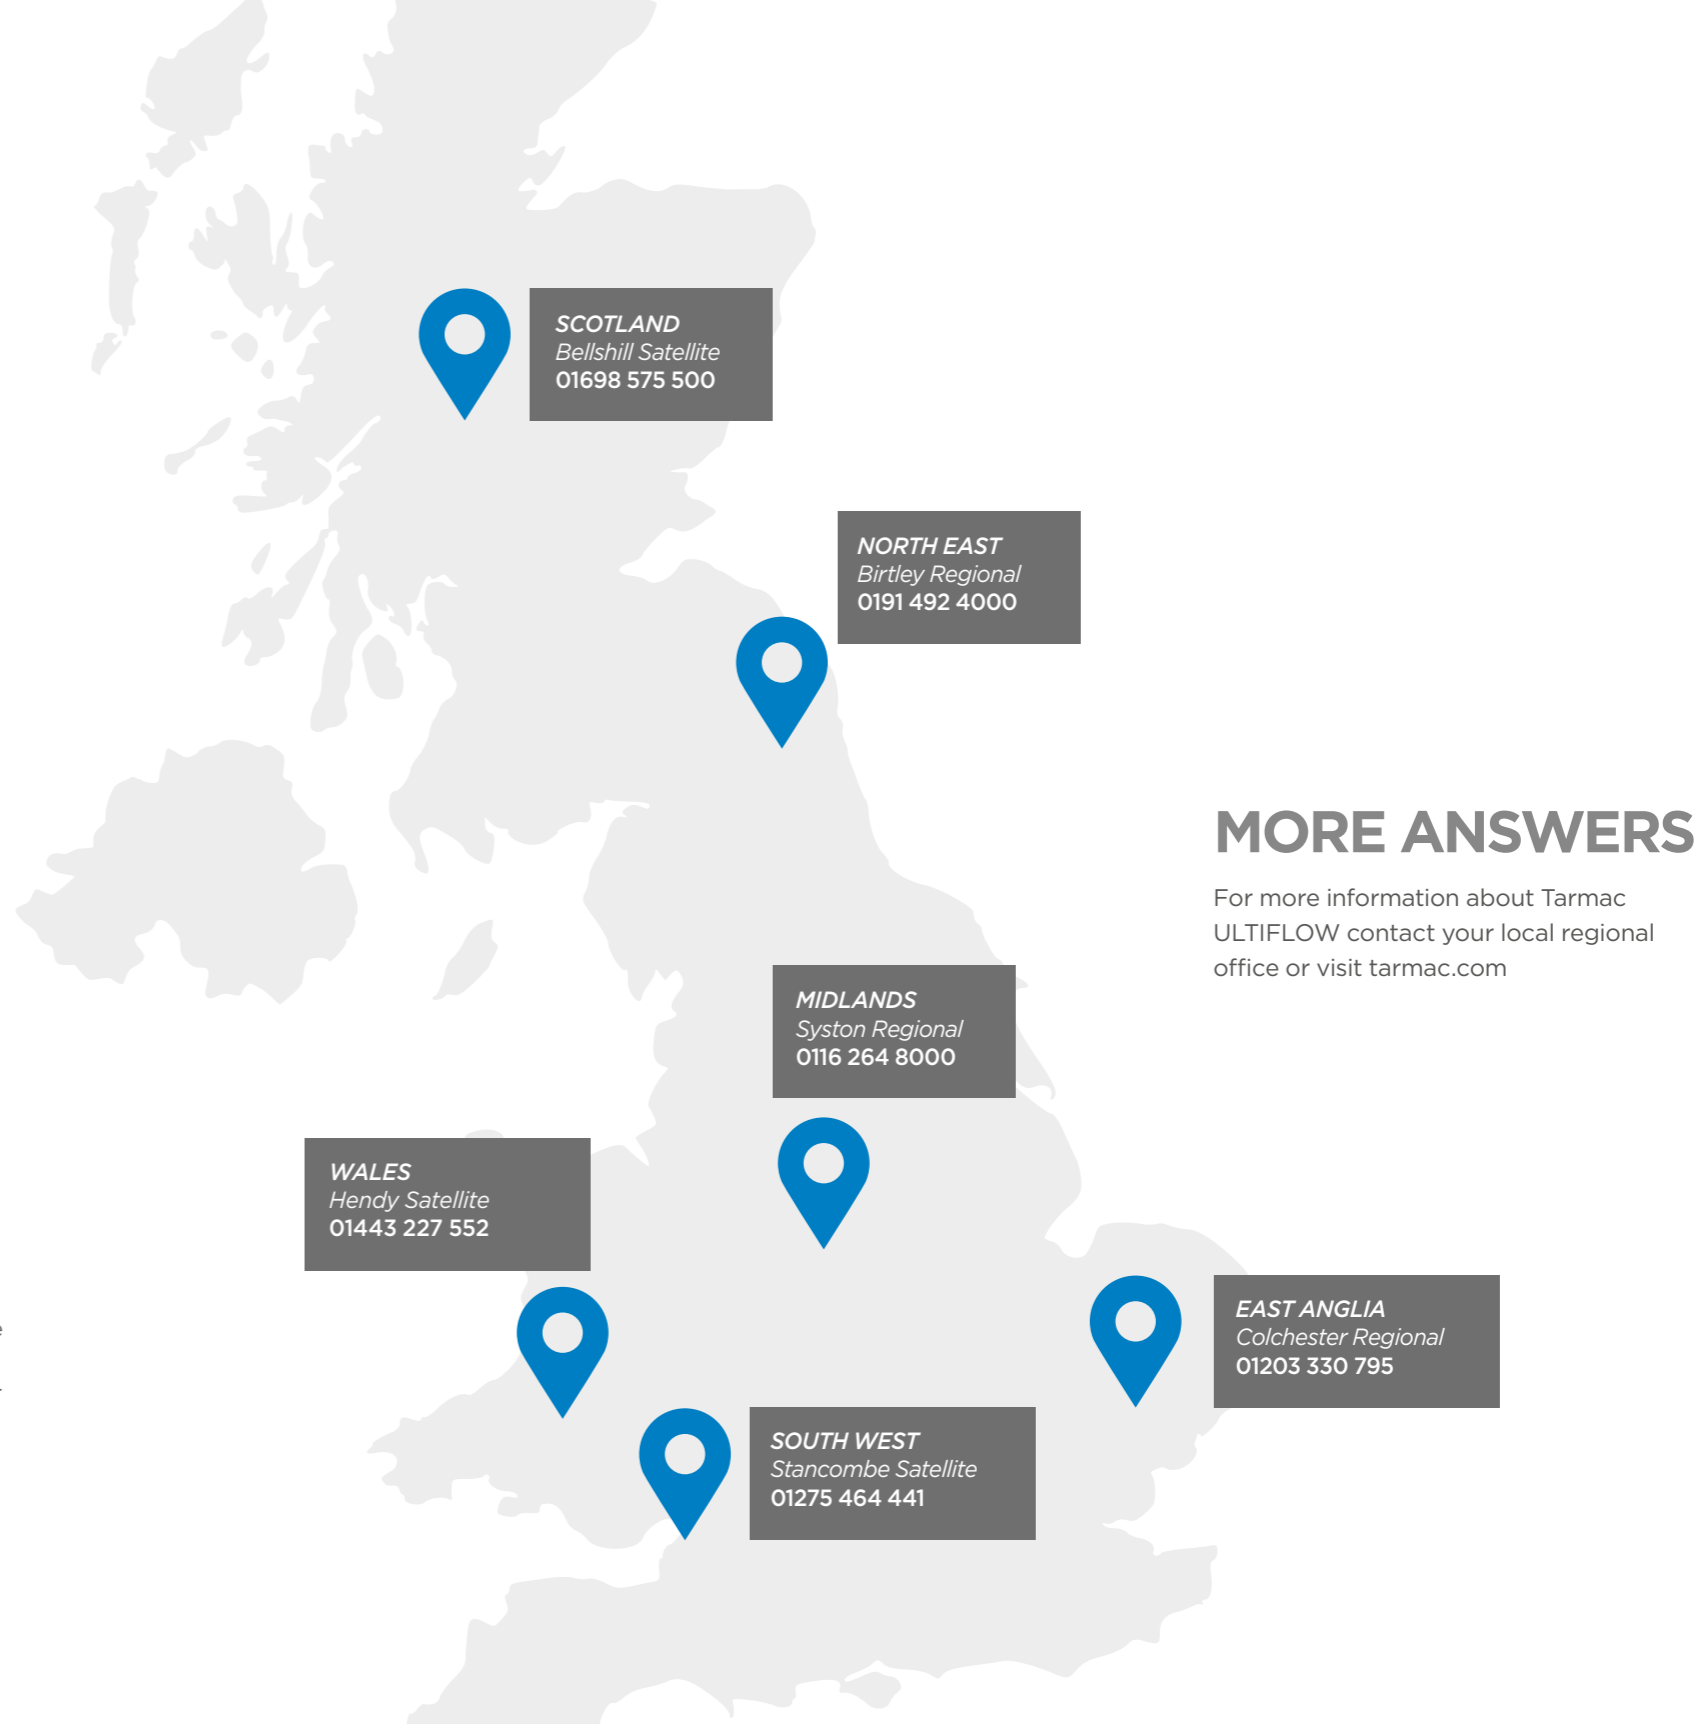 SCOTLAND
Bellshill Satellite
01698 575 500
NORTH EAST
Birtley Regional
0191 492 4000
MORE ANSWERS
For more information about Tarmac
ULTIFLOW contact your local regional
office or visit tarmac.com
MIDLANDS
Syston Regional
0116 264 8000
WALES
Hendy Satellite
01443 227 552
EAST ANGLIA
Colchester Regional
01203 330 795
SOUTH WEST
Stancombe Satellite
01275 464 441